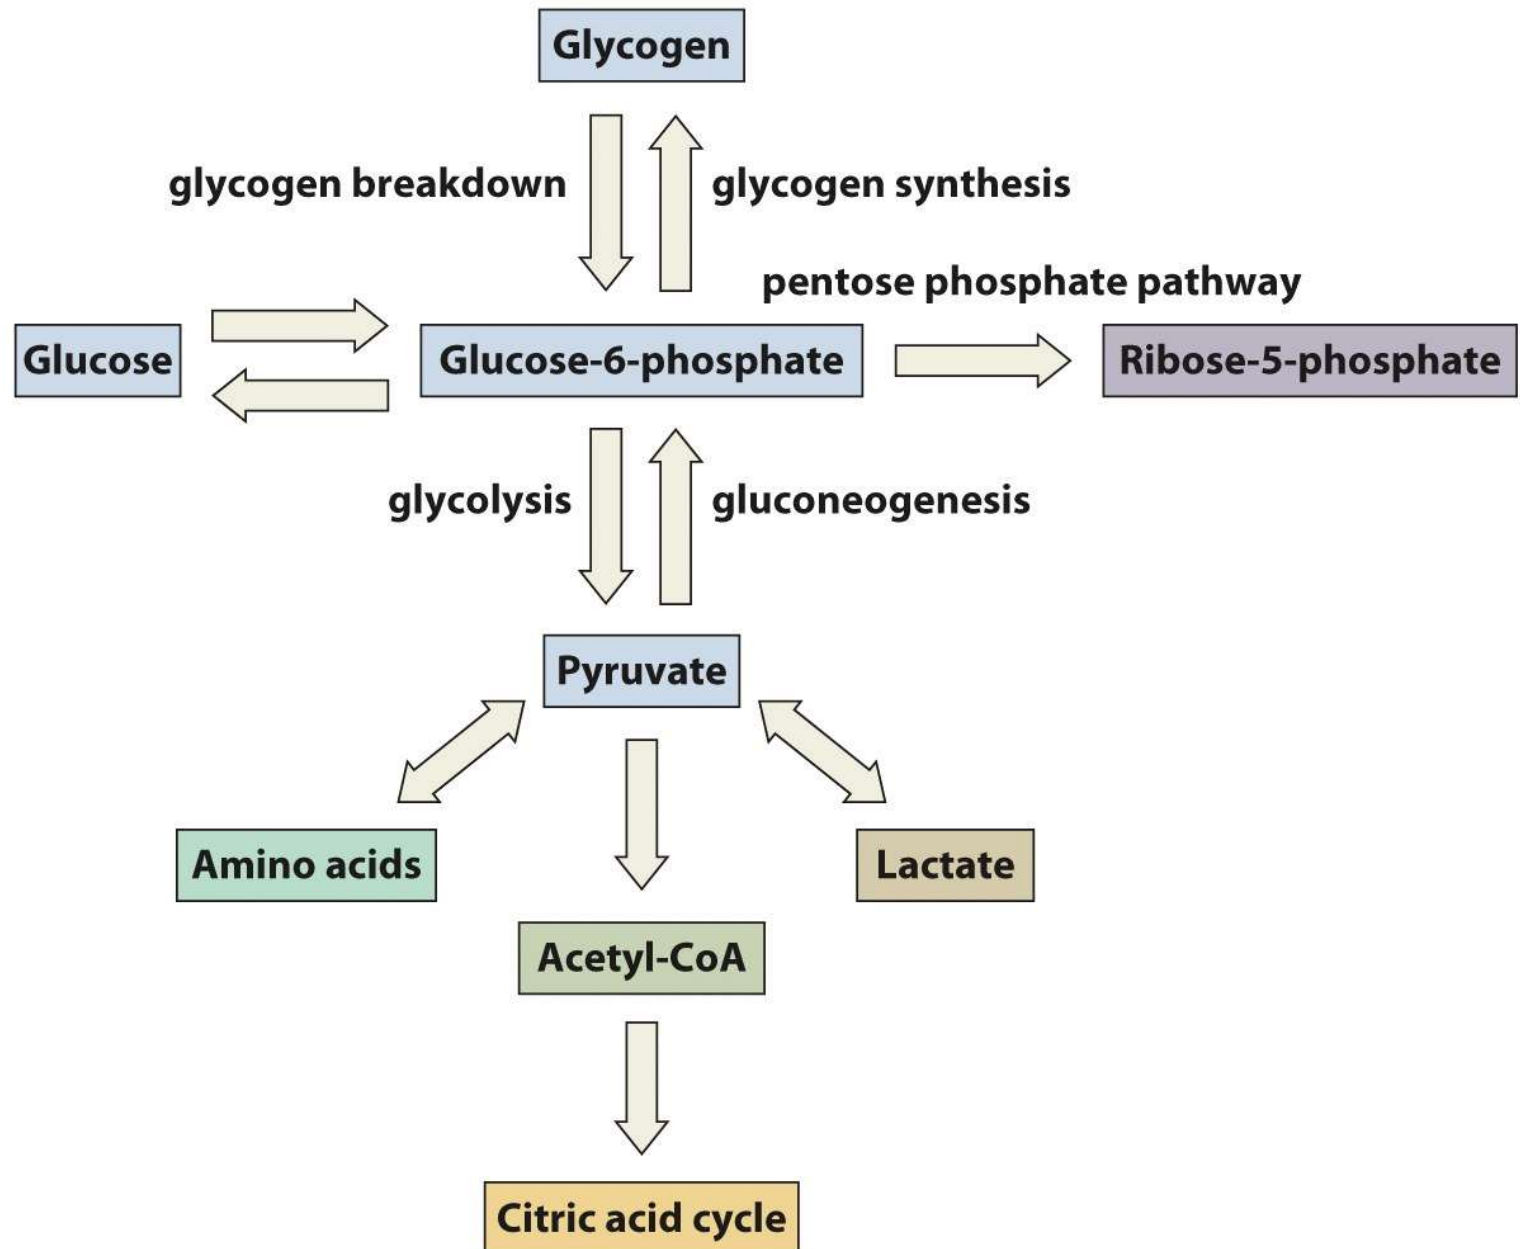 Glycogen
glycogen breakdown
glycogen synthesis
pentose phosphate pathway
Glucose
Glucose-6-phosphate
Ribose-5-phosphate
glycolysis
gluconeogenesis
Pyruvate
Amino acids
Lactate
Acetyl-CoA
Citric acid cycle